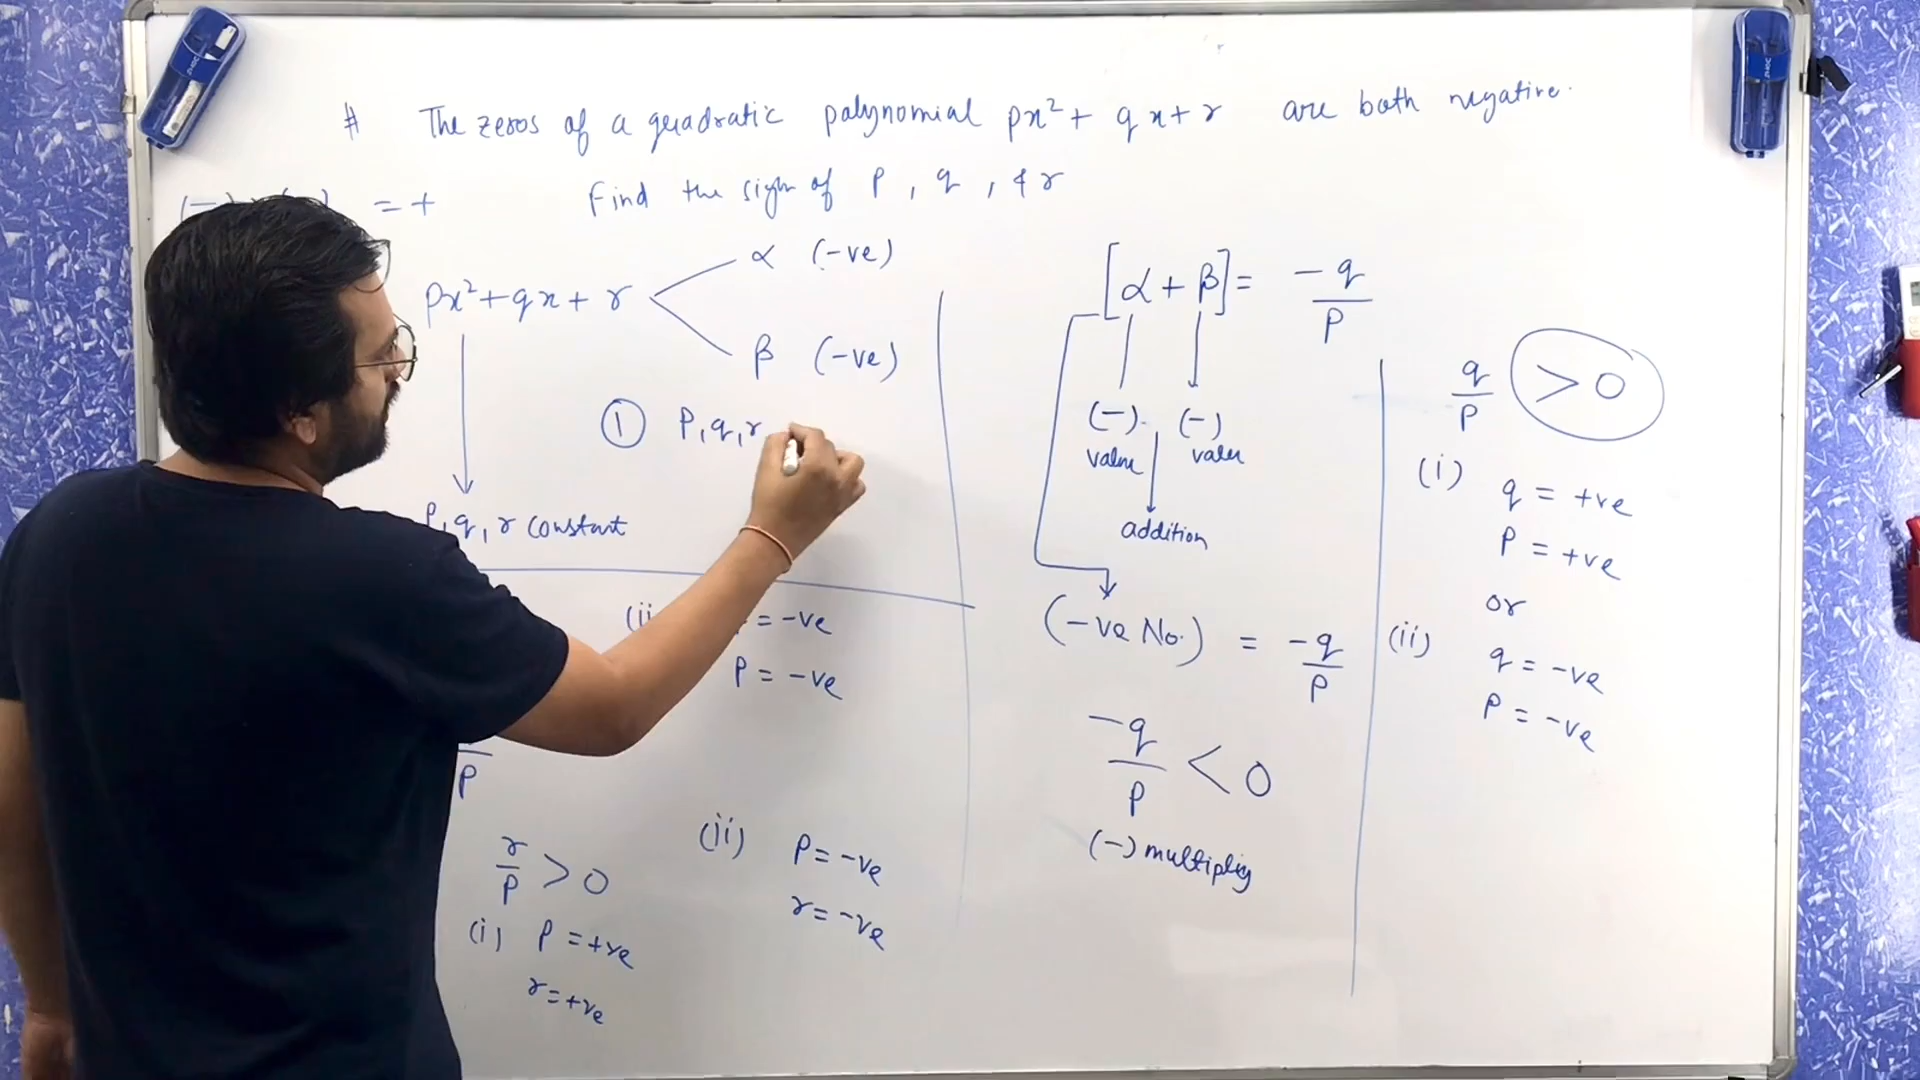 # The zeros of a quadratic polynomial px² + qx + r are both negative.
Find the sign of P, q, & r
= +
px² + qx + r
α (-ve)
β (-ve)
① P, q, r
P, q, r constant
(ii
= -ve
P = -ve
P
r/P > 0
(i) P = +ve
r = +ve
(ii) P = -ve
r = -ve
[α + β] = -q/P
(-) (-)
value value
addition
(-ve No.) = -q/P
-q/P < 0
(-) multiply
q/P > 0
(i) q = +ve
P = +ve
or
(ii) q = -ve
P = -ve